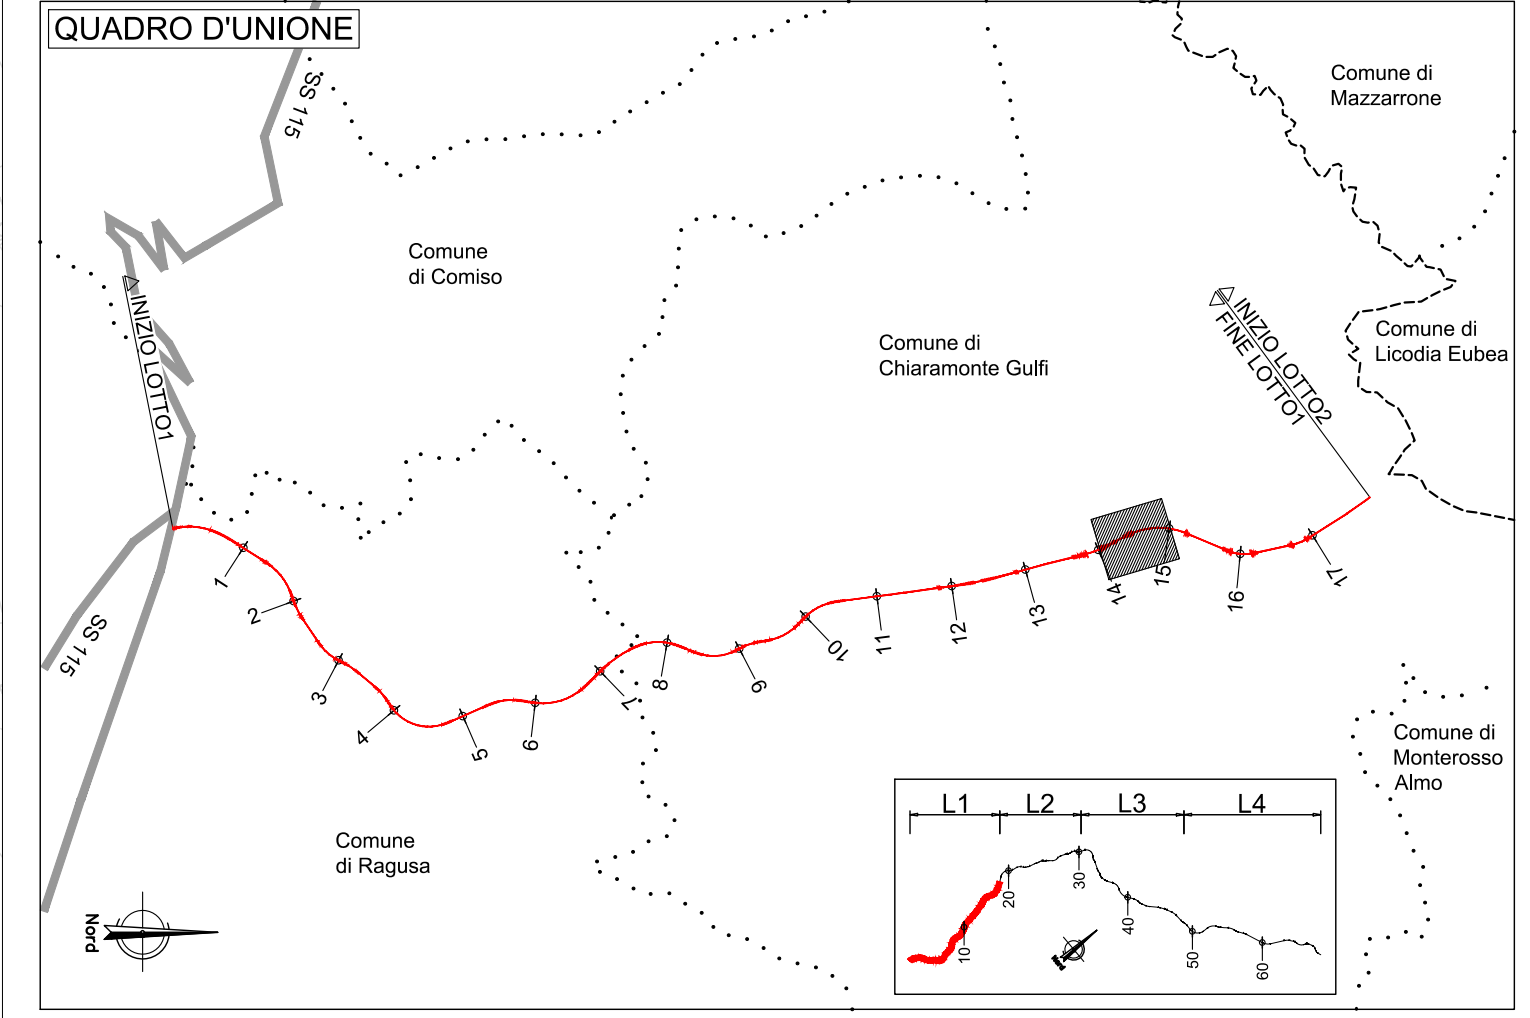 QUADRO D'UNIONE
SS 115
Comune di
Mazzarrone
Comune
di Comiso
INIZIO LOTTO1
Comune di
Chiaramonte Gulfi
INIZIO LOTTO2
FINE LOTTO1
Comune di
Licodia Eubea
1
2
3
4
5
6
7
8
9
10
11
12
13
14
15
16
17
SS 115
Comune di
Monterosso
Almo
Comune
di Ragusa
Nord
L1 L2 L3 L4
10
20
30
40
50
60
Nord